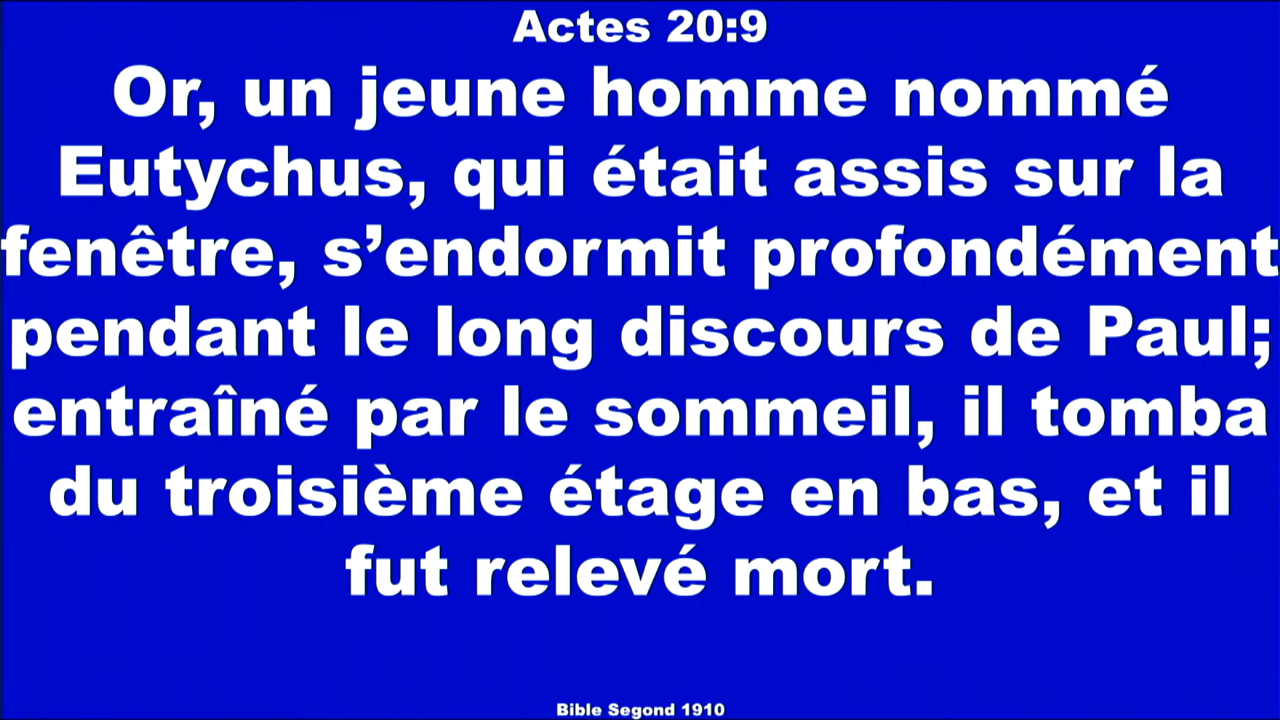 Actes 20:9
Or, un jeune homme nommé
Eutychus, qui était assis sur la
fenêtre, s’endormit profondément
pendant le long discours de Paul;
entraîné par le sommeil, il tomba
du troisième étage en bas, et il
fut relevé mort.
Bible Segond 1910